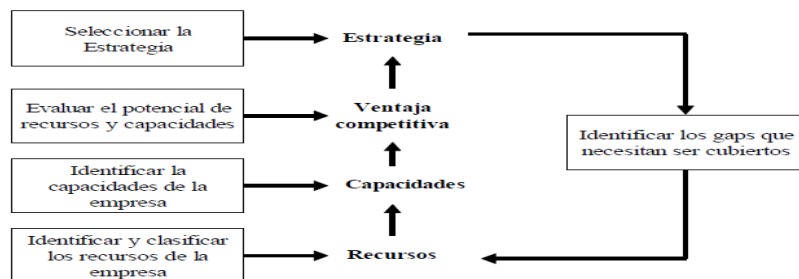 Seleccionar la
Estrategia
Estrategia
Evaluar el potencial de
recursos y capacidades
Ventaja
competitiva
Identificar los gaps que
necesitan ser cubiertos
Identificar la
capacidades de la
empresa
Capacidades
Identificar y clasificar
los recursos de la
empresa
Recursos